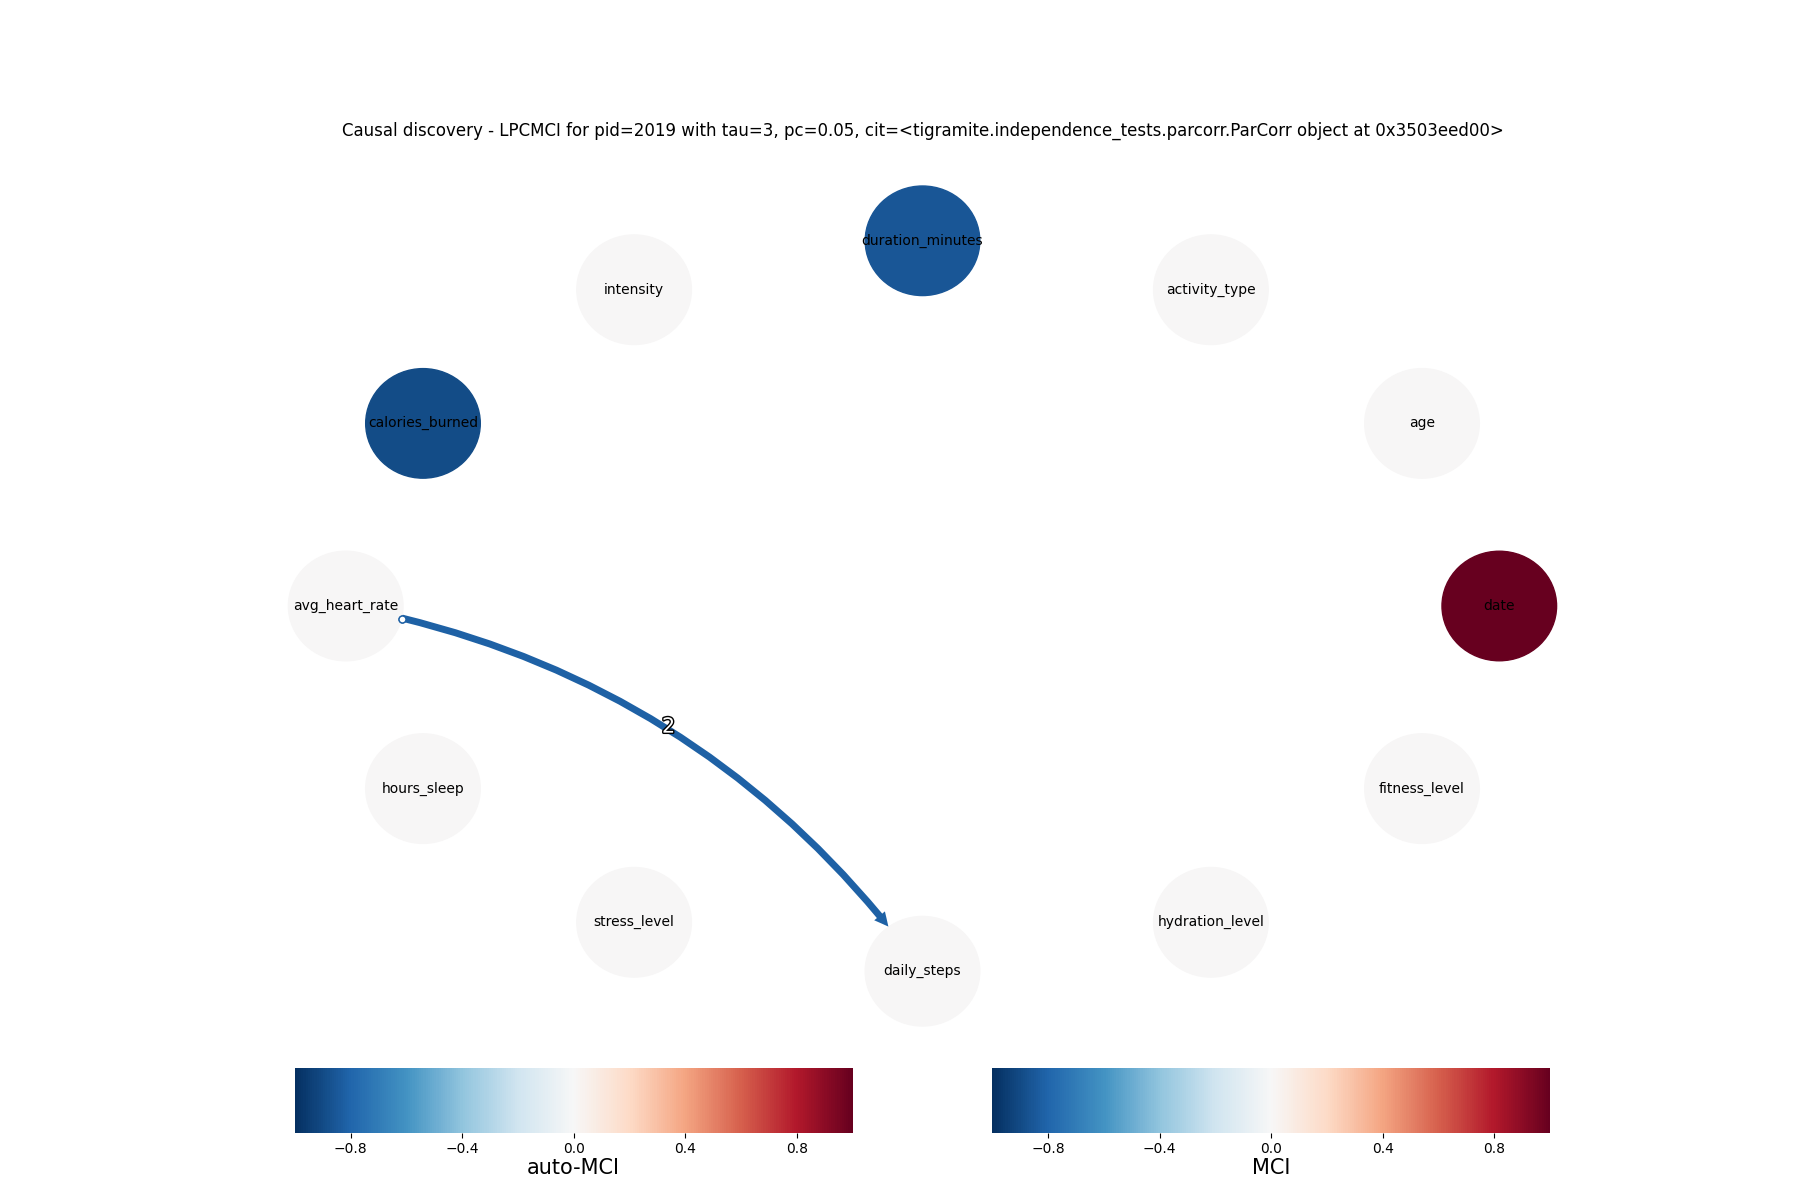 Causal discovery - LPCMCI for pid=2019 with tau=3, pc=0.05, cit=<tigramite.independence_tests.parcorr.ParCorr object at 0x3503eed00>
duration_minutes
intensity
activity_type
calories_burned
age
avg_heart_rate
date
2
hours_sleep
fitness_level
stress_level
hydration_level
daily_steps
−0.8 −0.4 0.0 0.4 0.8
auto-MCI
−0.8 −0.4 0.0 0.4 0.8
MCI